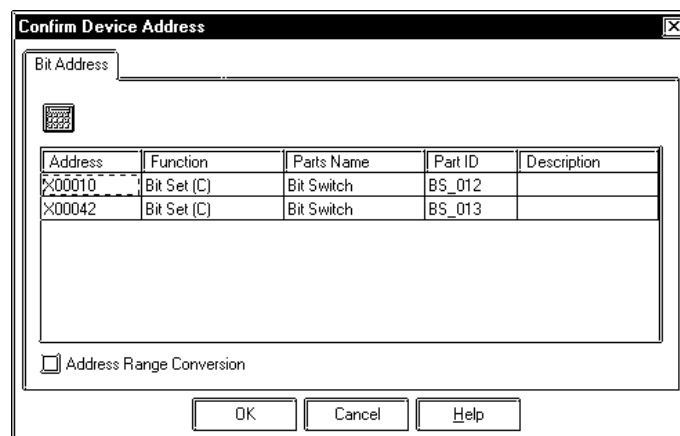 Confirm Device Address
Bit Address
Address Function Parts Name Part ID Description
X00010 Bit Set (C) Bit Switch BS_012
X00042 Bit Set (C) Bit Switch BS_013
Address Range Conversion
OK Cancel Help